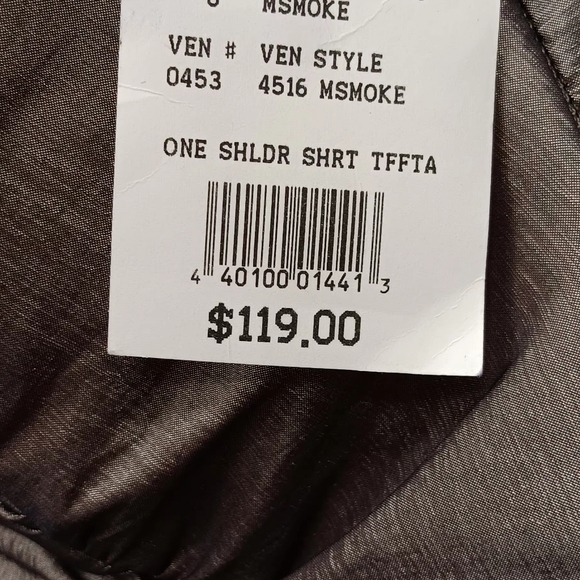 MSMOKE
VEN # VEN STYLE
0453 4516 MSMOKE
ONE SHLDR SHRT TFFTA
4 40100 01441 3
$119.00